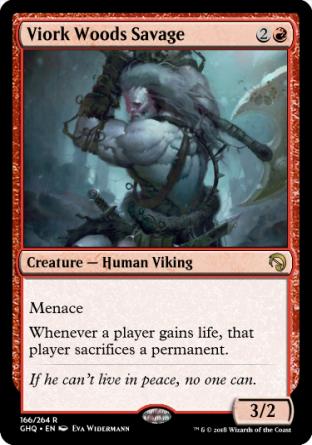 Viork Woods Savage 2
Creature — Human Viking
Menace
Whenever a player gains life, that
player sacrifices a permanent.
If he can't live in peace, no one can.
3/2
166/264 R
GHQ • EN Eva Widermann
™ & © 2018 Wizards of the Coast